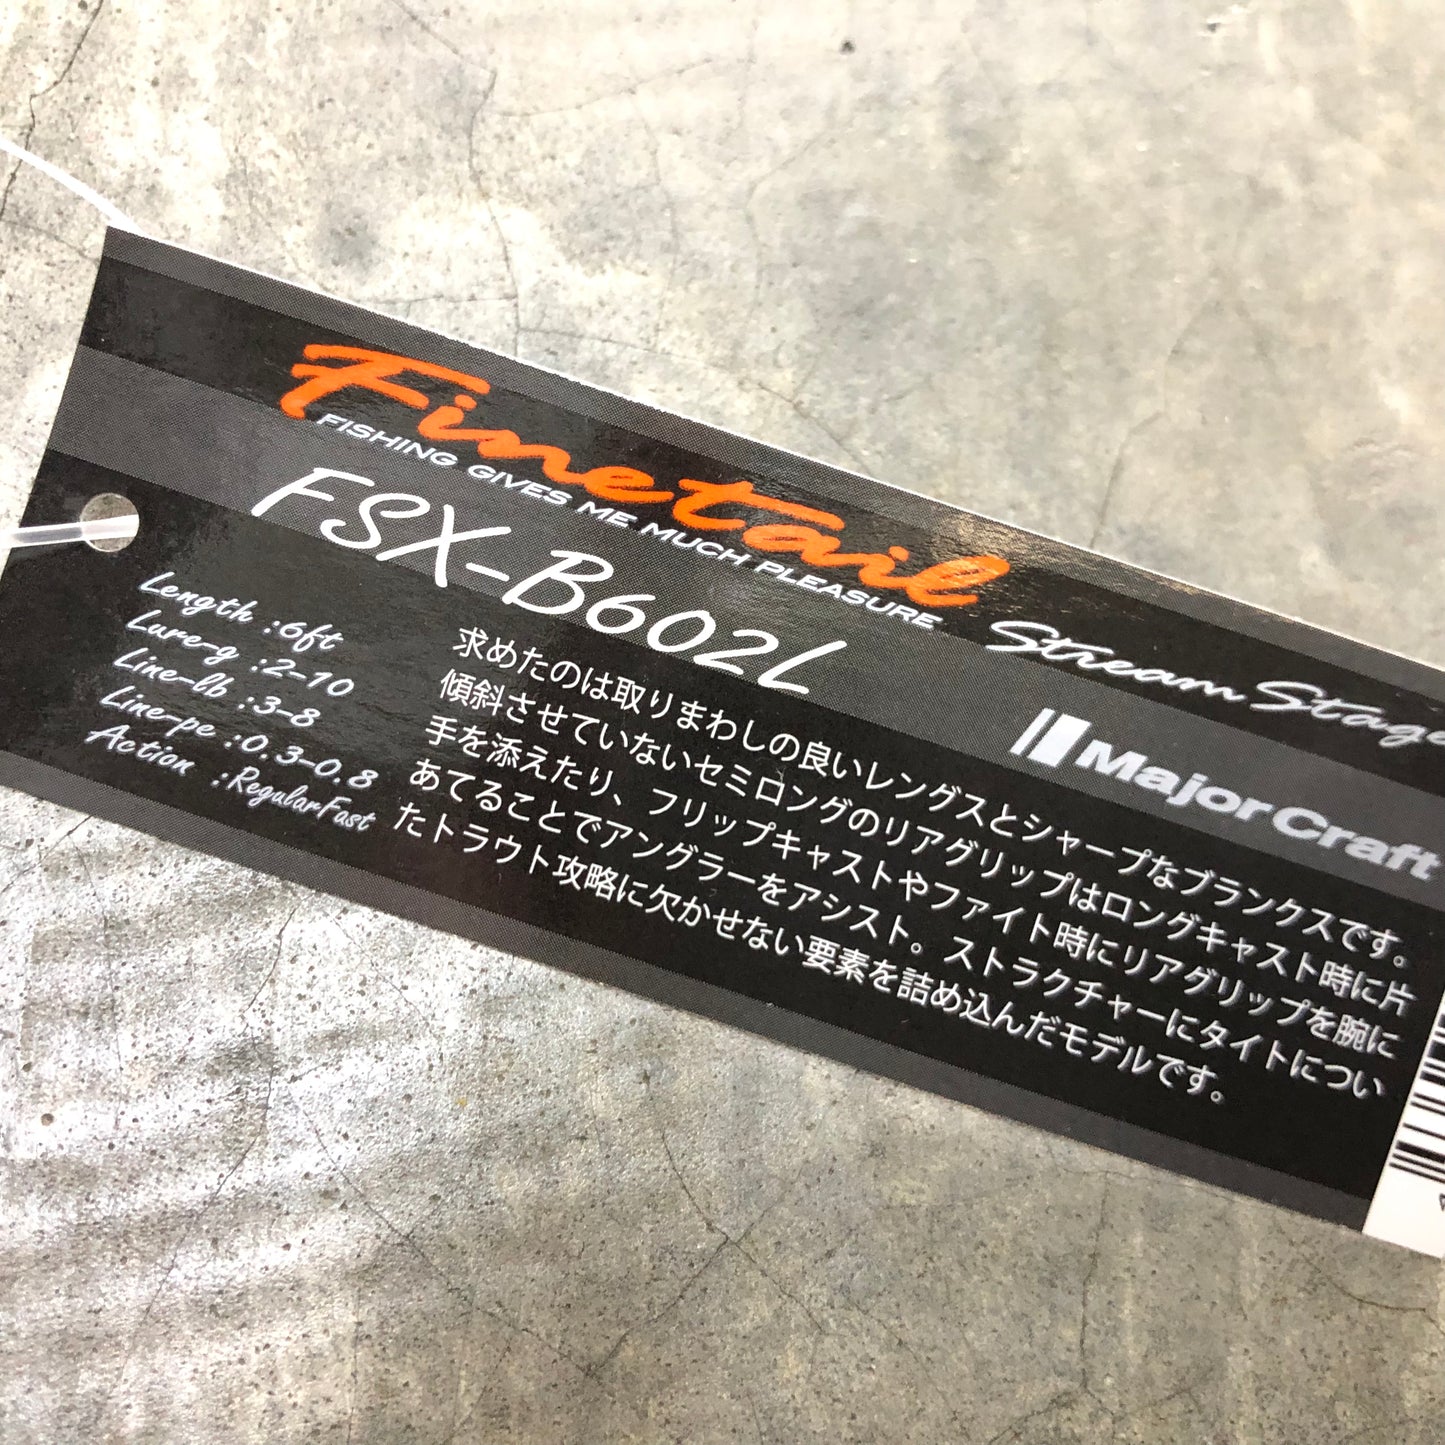 Finetail
FISHING GIVES ME MUCH PLEASURE
Stream Stage
FSX-B602L
MajorCraft
Length :6ft
Lure-g :2-10
Line-lb :3-8
Line-pe :0.3-0.8
Action :RegularFast
求めたのは取りまわしの良いレングスとシャープなブランクスです。
傾斜させていないセミロングのリアグリップはロングキャスト時に片
手を添えたり、フリップキャストやファイト時にリアグリップを腕に
あてることでアングラーをアシスト。ストラクチャーにタイトについ
たトラウト攻略に欠かせない要素を詰め込んだモデルです。